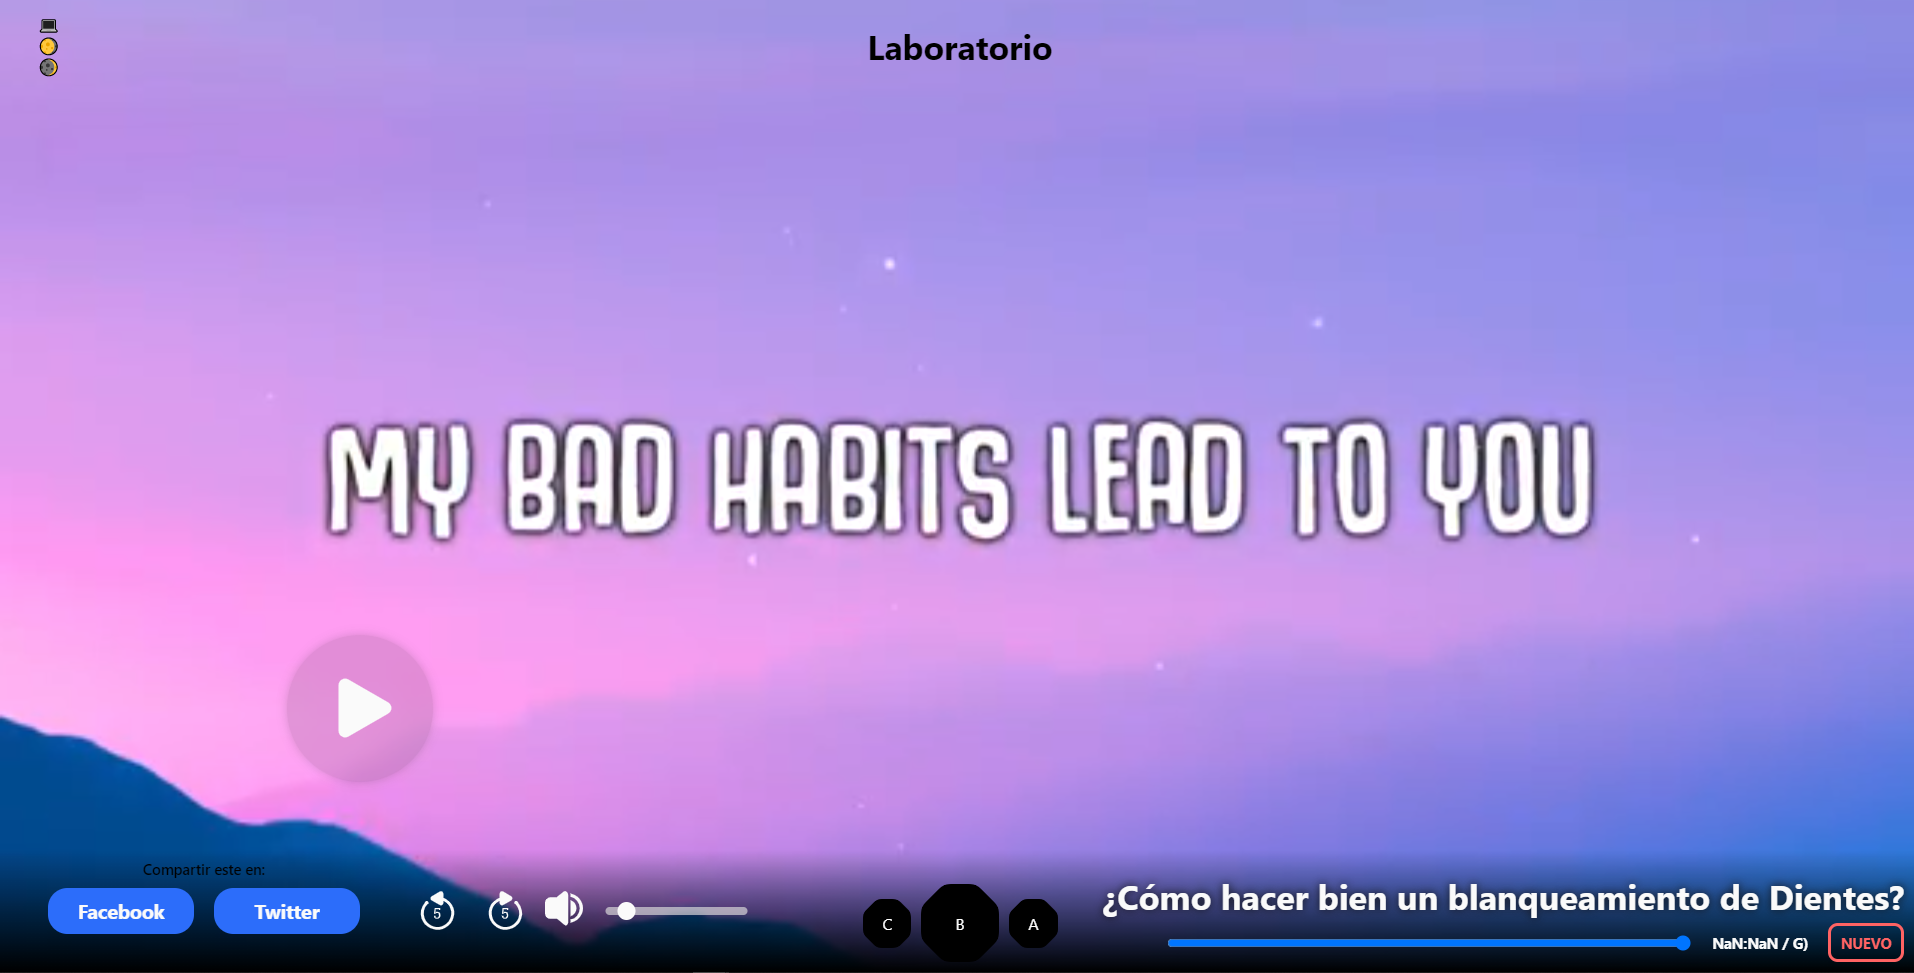 Laboratorio
MY BAD HABITS LEAD TO YOU
Compartir este en:
Facebook
Twitter
5
5
C
B
A
¿Cómo hacer bien un blanqueamiento de Dientes?
NaN:NaN / G)
NUEVO